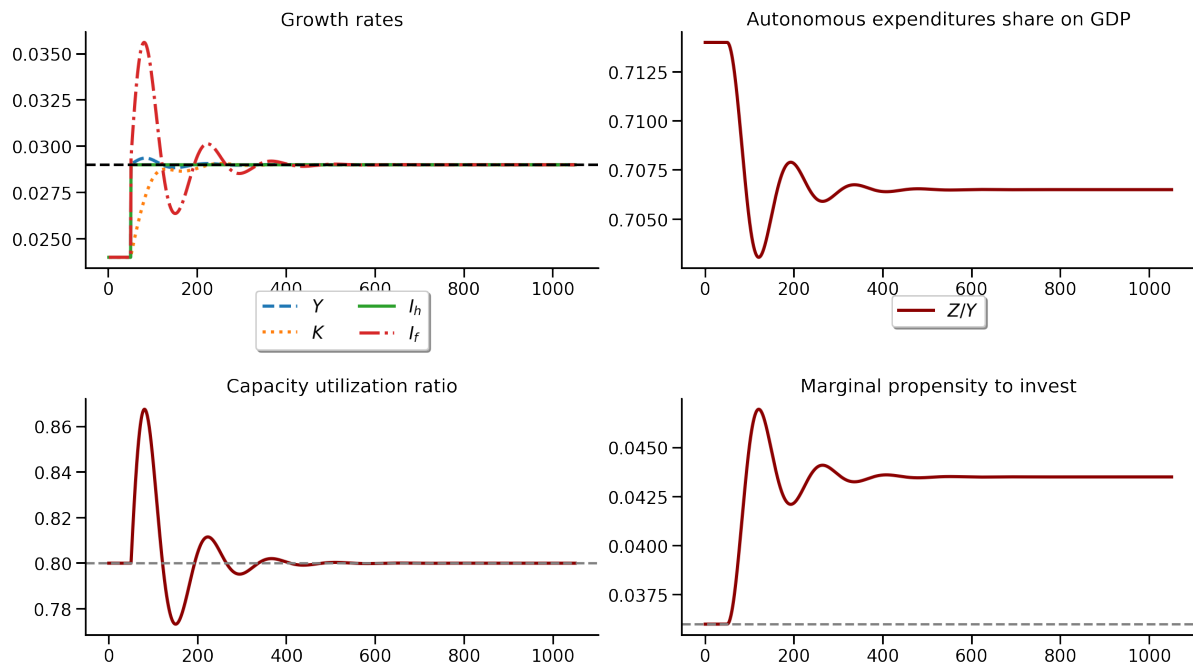 Growth rates
0.0350
0.0325
0.0300
0.0275
0.0250
0 200 400 600 800 1000
Y I_h
K I_f
Autonomous expenditures share on GDP
0.7125
0.7100
0.7075
0.7050
0 200 400 600 800 1000
Z/Y
Capacity utilization ratio
0.86
0.84
0.82
0.80
0.78
0 200 400 600 800 1000
Marginal propensity to invest
0.0450
0.0425
0.0400
0.0375
0 200 400 600 800 1000